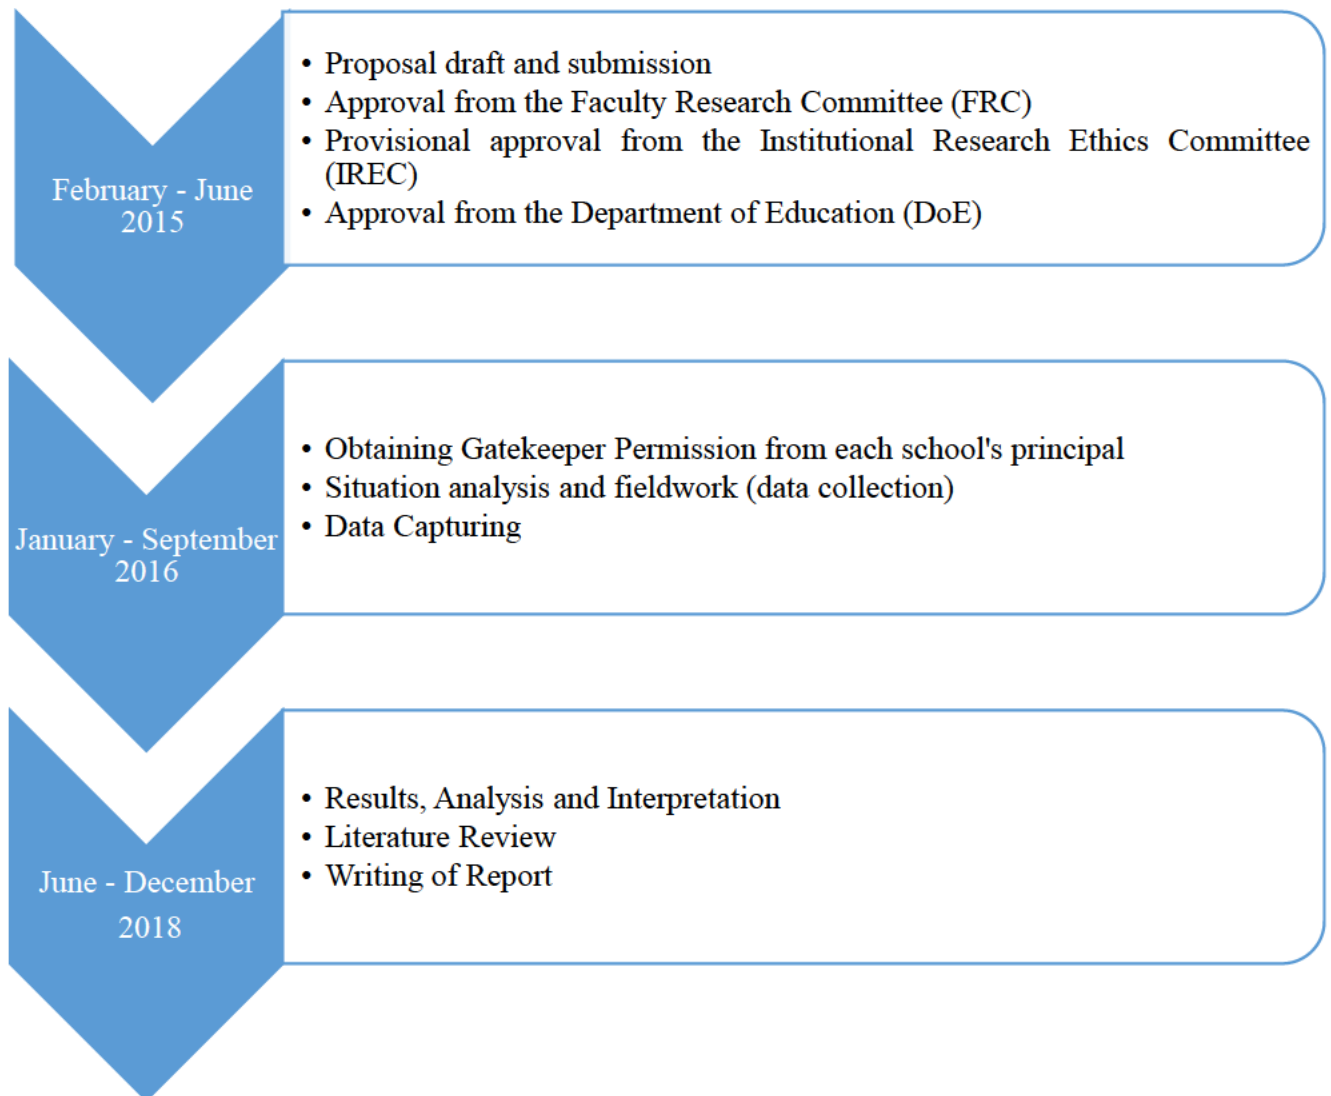 February - June
2015
• Proposal draft and submission
• Approval from the Faculty Research Committee (FRC)
• Provisional approval from the Institutional Research Ethics Committee
(IREC)
• Approval from the Department of Education (DoE)
January - September
2016
• Obtaining Gatekeeper Permission from each school's principal
• Situation analysis and fieldwork (data collection)
• Data Capturing
June - December
2018
• Results, Analysis and Interpretation
• Literature Review
• Writing of Report